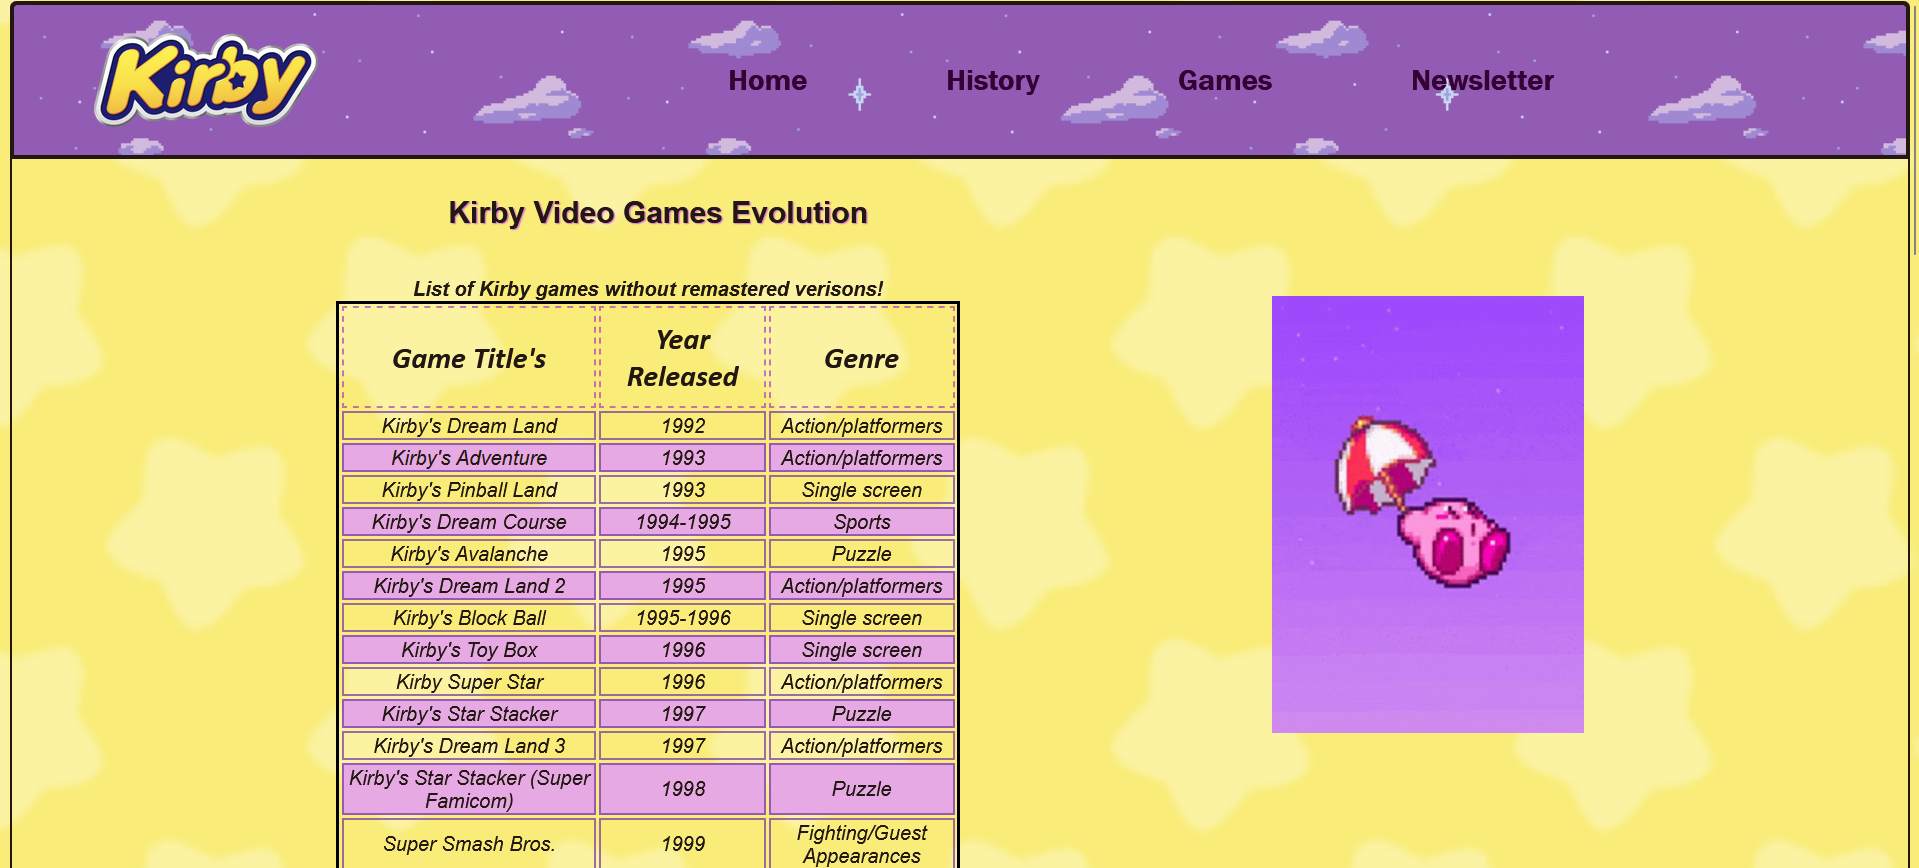 Kirby
Home History Games Newsletter
Kirby Video Games Evolution
List of Kirby games without remastered verisons!
Game Title's Year Released Genre
Kirby's Dream Land 1992 Action/platformers
Kirby's Adventure 1993 Action/platformers
Kirby's Pinball Land 1993 Single screen
Kirby's Dream Course 1994-1995 Sports
Kirby's Avalanche 1995 Puzzle
Kirby's Dream Land 2 1995 Action/platformers
Kirby's Block Ball 1995-1996 Single screen
Kirby's Toy Box 1996 Single screen
Kirby Super Star 1996 Action/platformers
Kirby's Star Stacker 1997 Puzzle
Kirby's Dream Land 3 1997 Action/platformers
Kirby's Star Stacker (Super Famicom) 1998 Puzzle
Super Smash Bros. 1999 Fighting/Guest Appearances